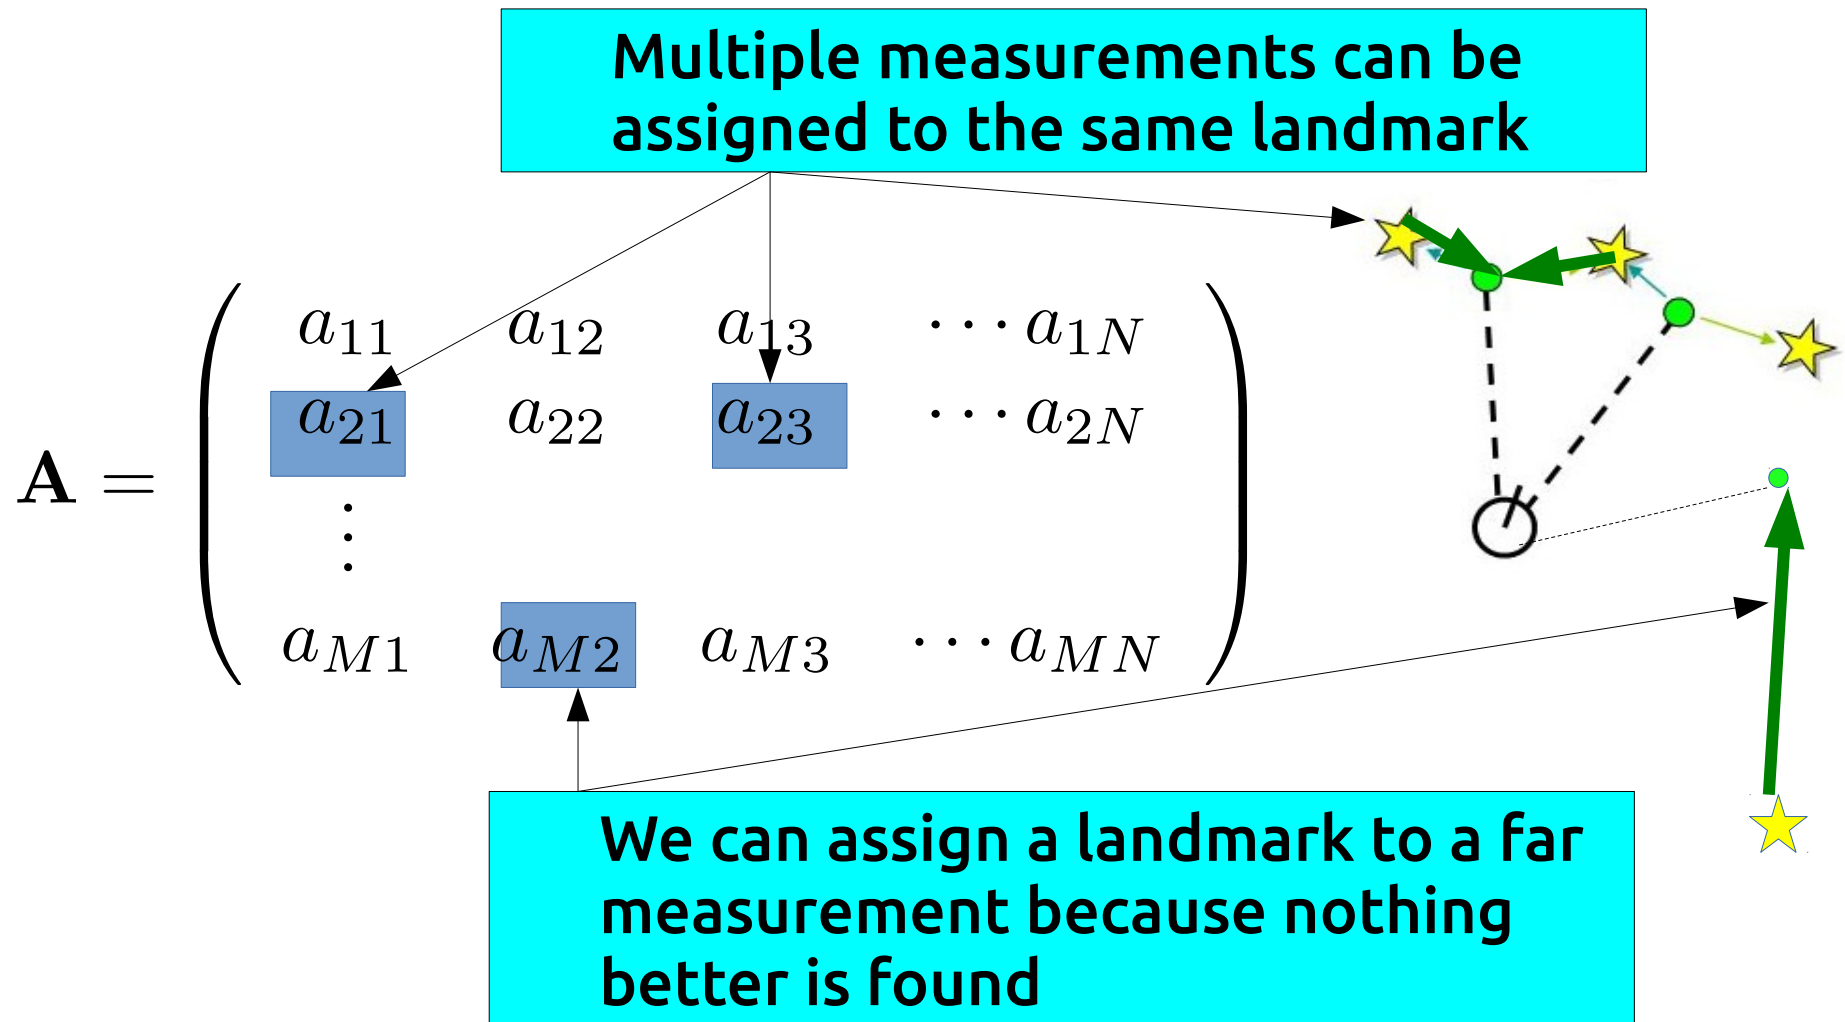 Multiple measurements can be
assigned to the same landmark
a₁₁ a₁₂ a₁₃ ⋯ a₁N
a₂₁ a₂₂ a₂₃ ⋯ a₂N
A =
⋮
aM₁ aM₂ aM₃ ⋯ aMN
We can assign a landmark to a far
measurement because nothing
better is found